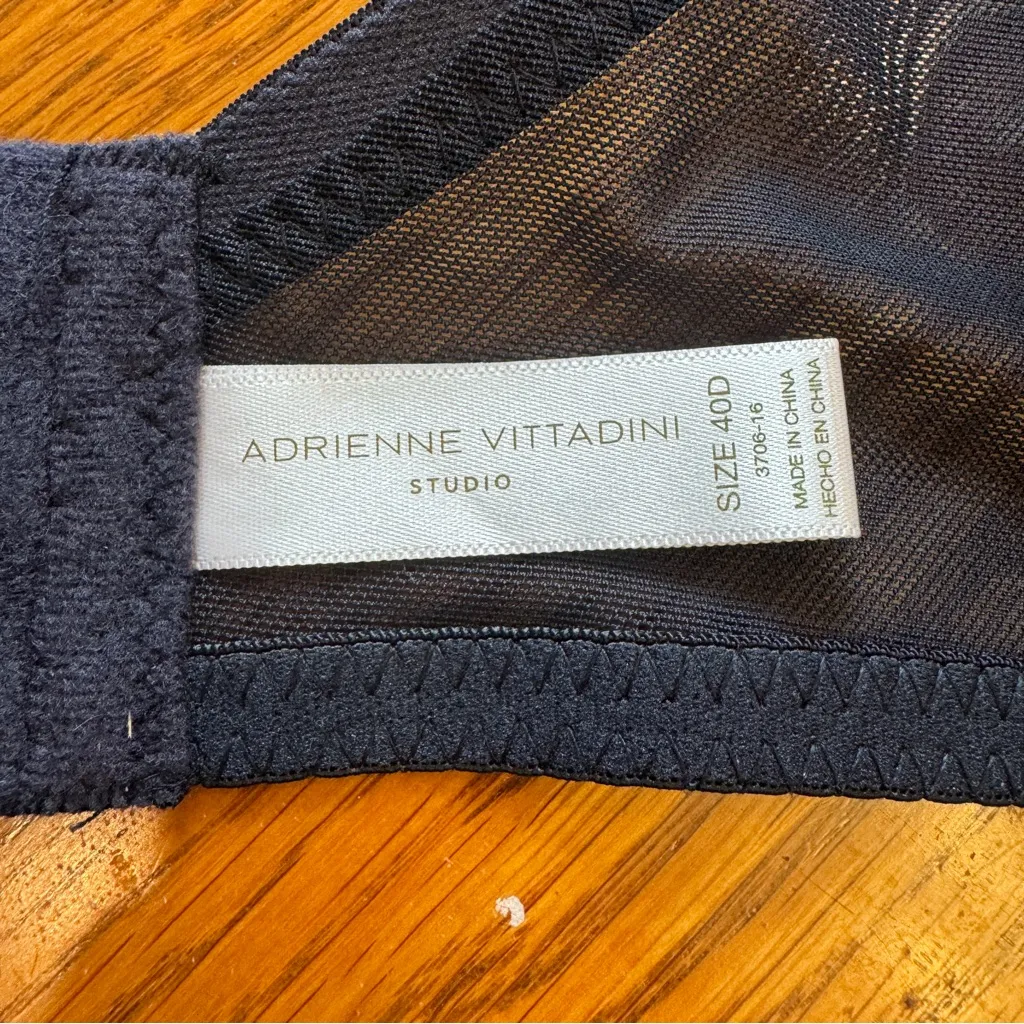 ADRIENNE VITTADINI
STUDIO
SIZE 40D
3706-16
MADE IN CHINA
HECHO EN CHINA